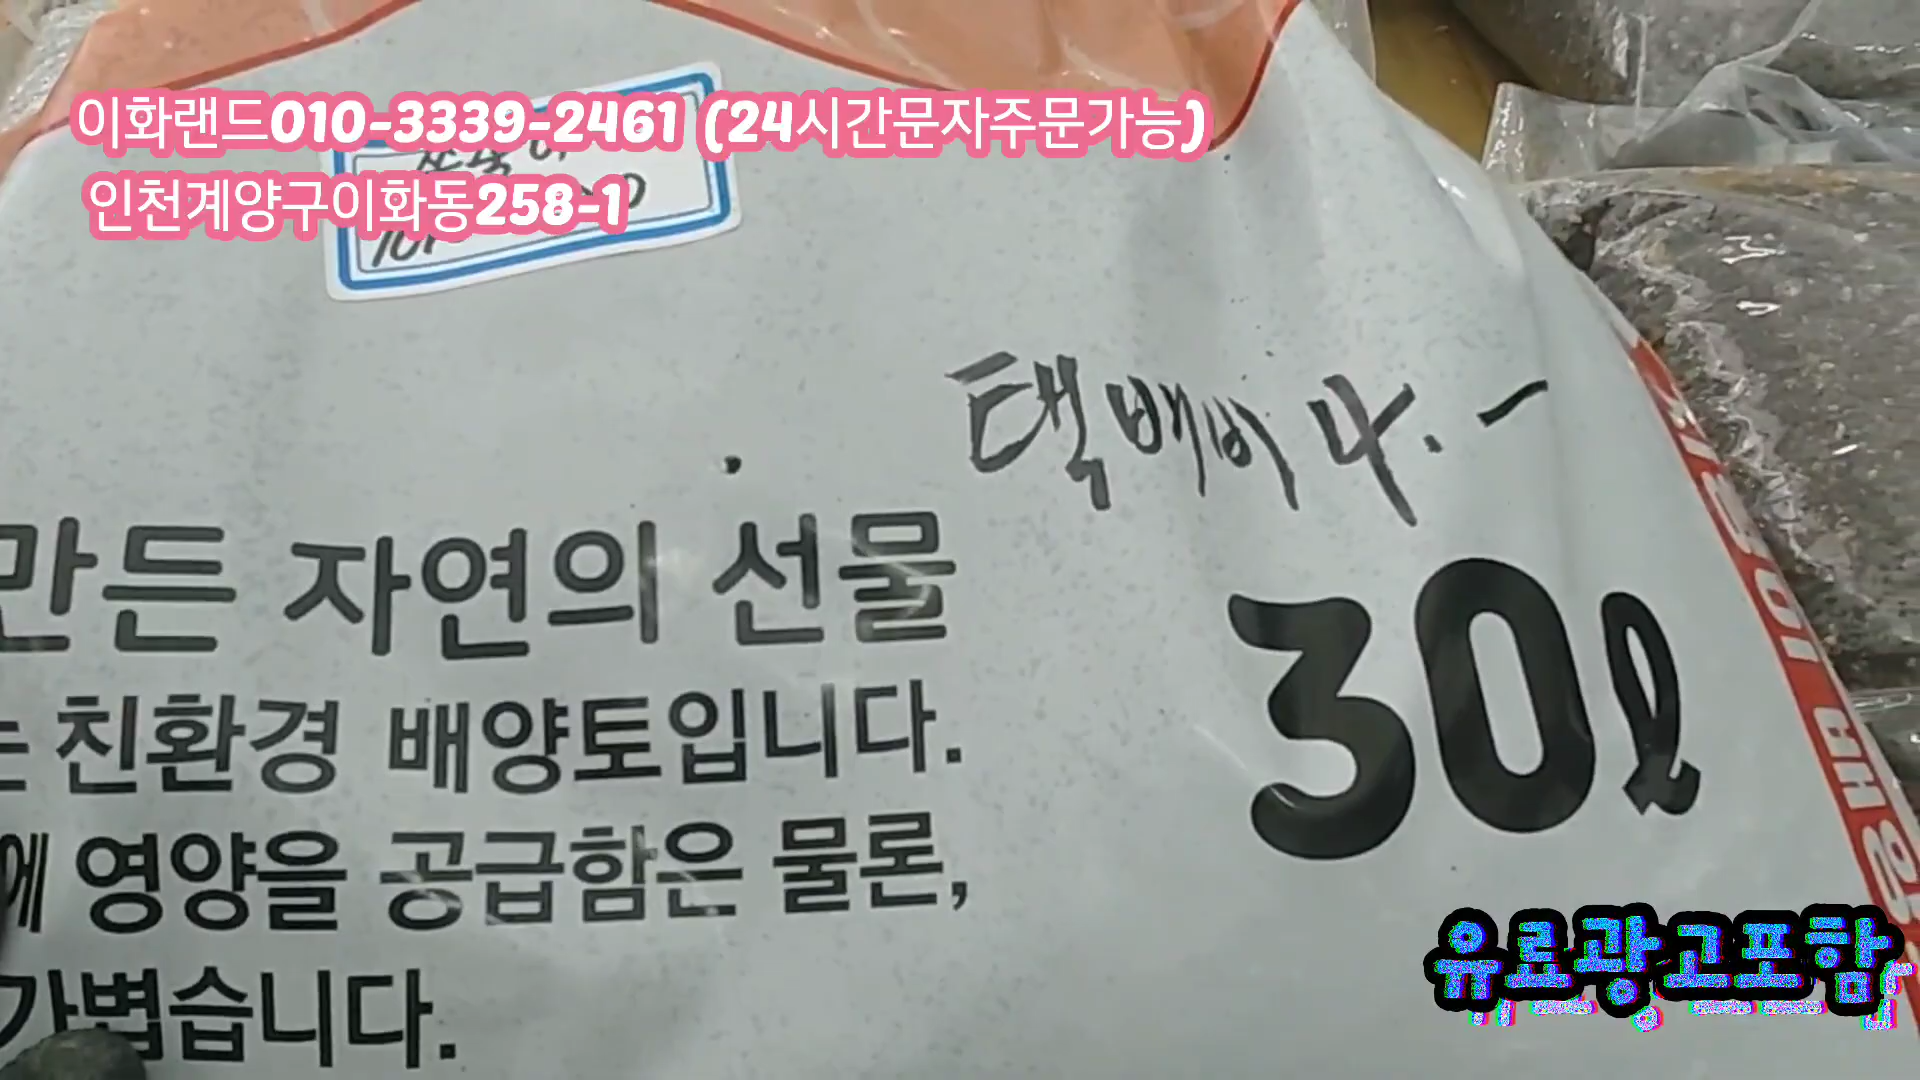 이화랜드010-3339-2461 (24시간문자주문가능)
인천계양구이화동258-1
택배비 4.-
만든 자연의 선물
30ℓ
는 친환경 배양토입니다.
에 영양을 공급함은 물론,
가볍습니다.
유료광고포함